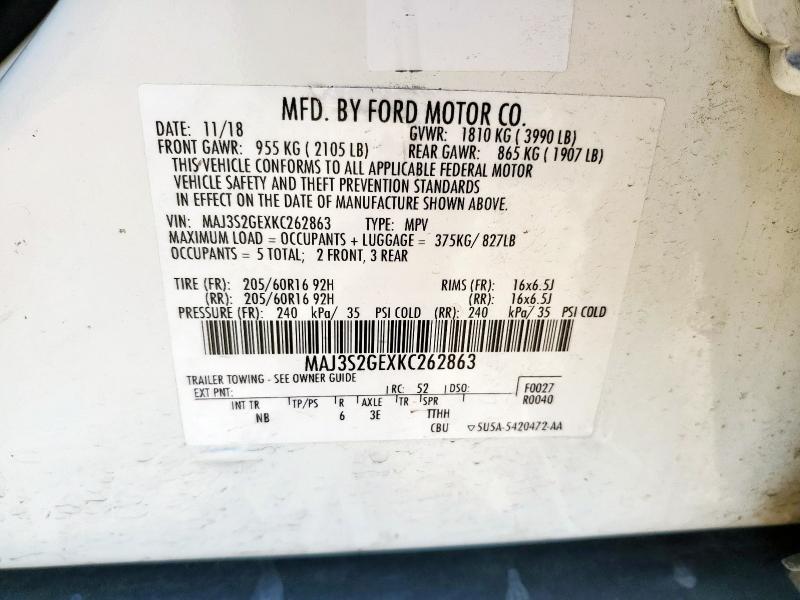 MFD. BY FORD MOTOR CO.
DATE: 11/18 GVWR: 1810 KG ( 3990 LB)
FRONT GAWR: 955 KG ( 2105 LB) REAR GAWR: 865 KG ( 1907 LB)
THIS VEHICLE CONFORMS TO ALL APPLICABLE FEDERAL MOTOR
VEHICLE SAFETY AND THEFT PREVENTION STANDARDS
IN EFFECT ON THE DATE OF MANUFACTURE SHOWN ABOVE.
VIN: MAJ3S2GEXKC262863 TYPE: MPV
MAXIMUM LOAD = OCCUPANTS + LUGGAGE = 375KG/ 827LB
OCCUPANTS = 5 TOTAL; 2 FRONT, 3 REAR
TIRE (FR): 205/60R16 92H RIMS (FR): 16x6.5J
(RR): 205/60R16 92H (RR): 16x6.5J
PRESSURE (FR): 240 kPa/ 35 PSI COLD (RR): 240 kPa/ 35 PSI COLD
MAJ3S2GEXKC262863
TRAILER TOWING - SEE OWNER GUIDE
EXT PNT: RC: 52 DSO: F0027
INT TR TP/PS R AXLE TR SPR R0040
NB 6 3E TTHH
CBU ▽5U5A-5420472-AA